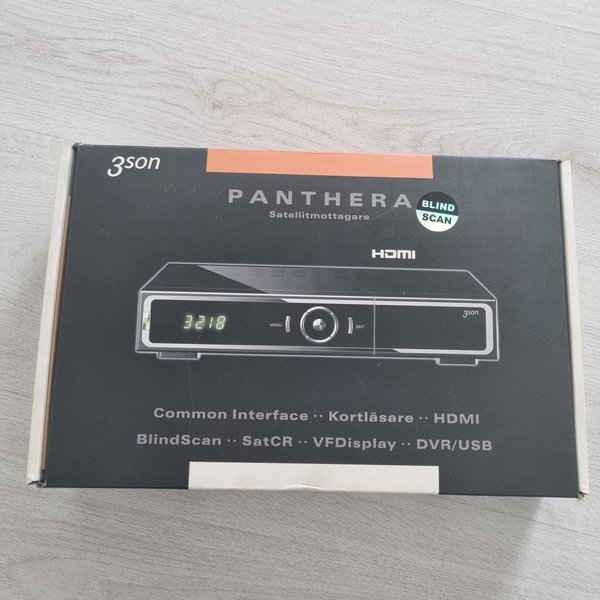 3son
PANTHERA
Satellitmottagare
BLIND
SCAN
HDMI
3218
MENU
EXIT
3son
Common Interface ·· Kortläsare ·· HDMI
BlindScan ·· SatCR ·· VFDisplay ·· DVR/USB